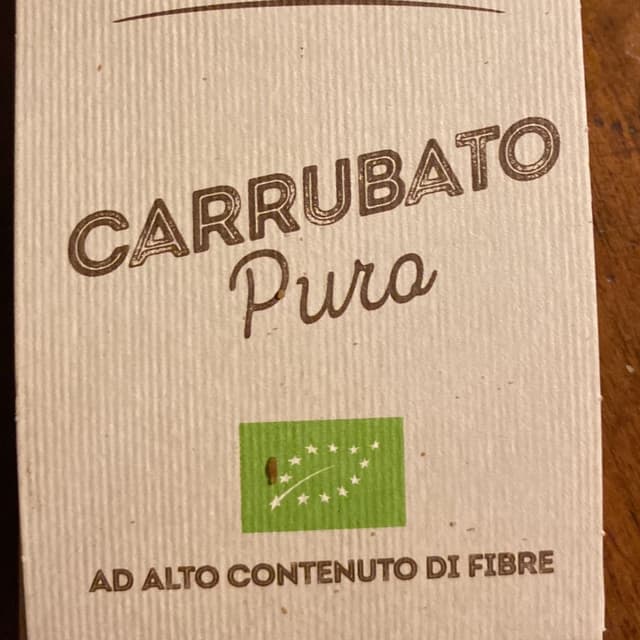 CARRUBATO
Puro
AD ALTO CONTENUTO DI FIBRE